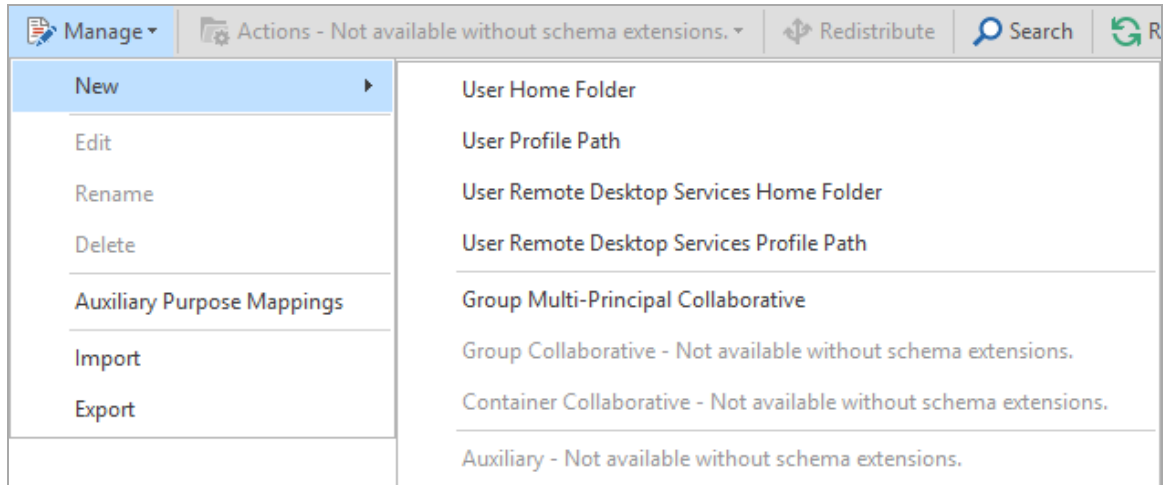 Manage Actions - Not available without schema extensions. Redistribute Search R
New
Edit
Rename
Delete
Auxiliary Purpose Mappings
Import
Export
User Home Folder
User Profile Path
User Remote Desktop Services Home Folder
User Remote Desktop Services Profile Path
Group Multi-Principal Collaborative
Group Collaborative - Not available without schema extensions.
Container Collaborative - Not available without schema extensions.
Auxiliary - Not available without schema extensions.